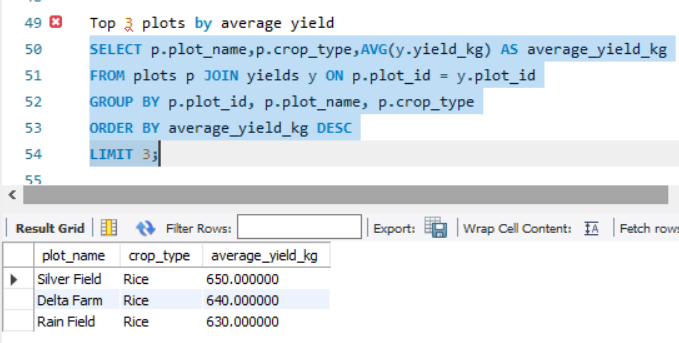 49 Top 3 plots by average yield
50 SELECT p.plot_name,p.crop_type,AVG(y.yield_kg) AS average_yield_kg
51 FROM plots p JOIN yields y ON p.plot_id = y.plot_id
52 GROUP BY p.plot_id, p.plot_name, p.crop_type
53 ORDER BY average_yield_kg DESC
54 LIMIT 3;
55
Result Grid Filter Rows: Export: Wrap Cell Content: Fetch rows
plot_name crop_type average_yield_kg
Silver Field Rice 650.000000
Delta Farm Rice 640.000000
Rain Field Rice 630.000000